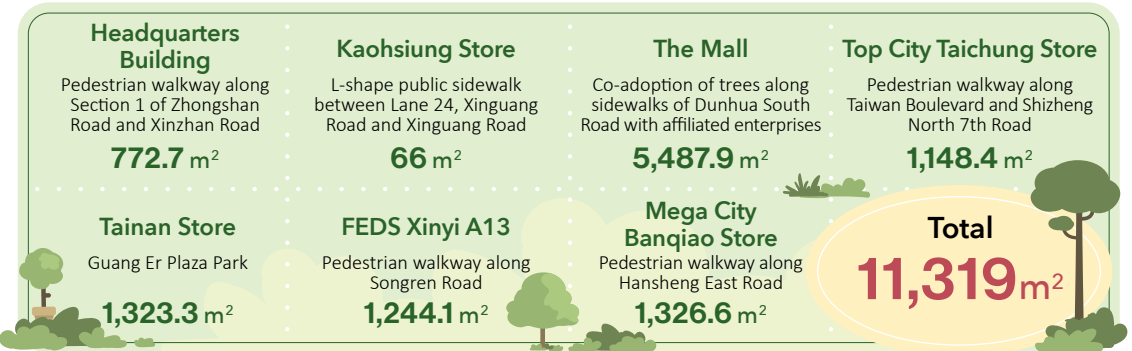 Headquarters
Building
Pedestrian walkway along
Section 1 of Zhongshan
Road and Xinzhan Road
772.7 m²
Kaohsiung Store
L-shape public sidewalk
between Lane 24, Xinguang
Road and Xinguang Road
66 m²
The Mall
Co-adoption of trees along
sidewalks of Dunhua South
Road with affiliated enterprises
5,487.9 m²
Top City Taichung Store
Pedestrian walkway along
Taiwan Boulevard and Shizheng
North 7th Road
1,148.4 m²
Tainan Store
Guang Er Plaza Park
1,323.3 m²
FEDS Xinyi A13
Pedestrian walkway along
Songren Road
1,244.1 m²
Mega City
Banqiao Store
Pedestrian walkway along
Hansheng East Road
1,326.6 m²
Total
11,319 m²